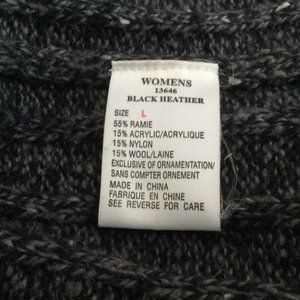 WOMENS
13646
BLACK HEATHER
SIZE L
55% RAMIE
15% ACRYLIC/ACRYLIQUE
15% NYLON
15% WOOL/LAINE
EXCLUSIVE OF ORNAMENTATION/
SANS COMPTER ORNEMENT
MADE IN CHINA
FABRIQUE EN CHINE
SEE REVERSE FOR CARE